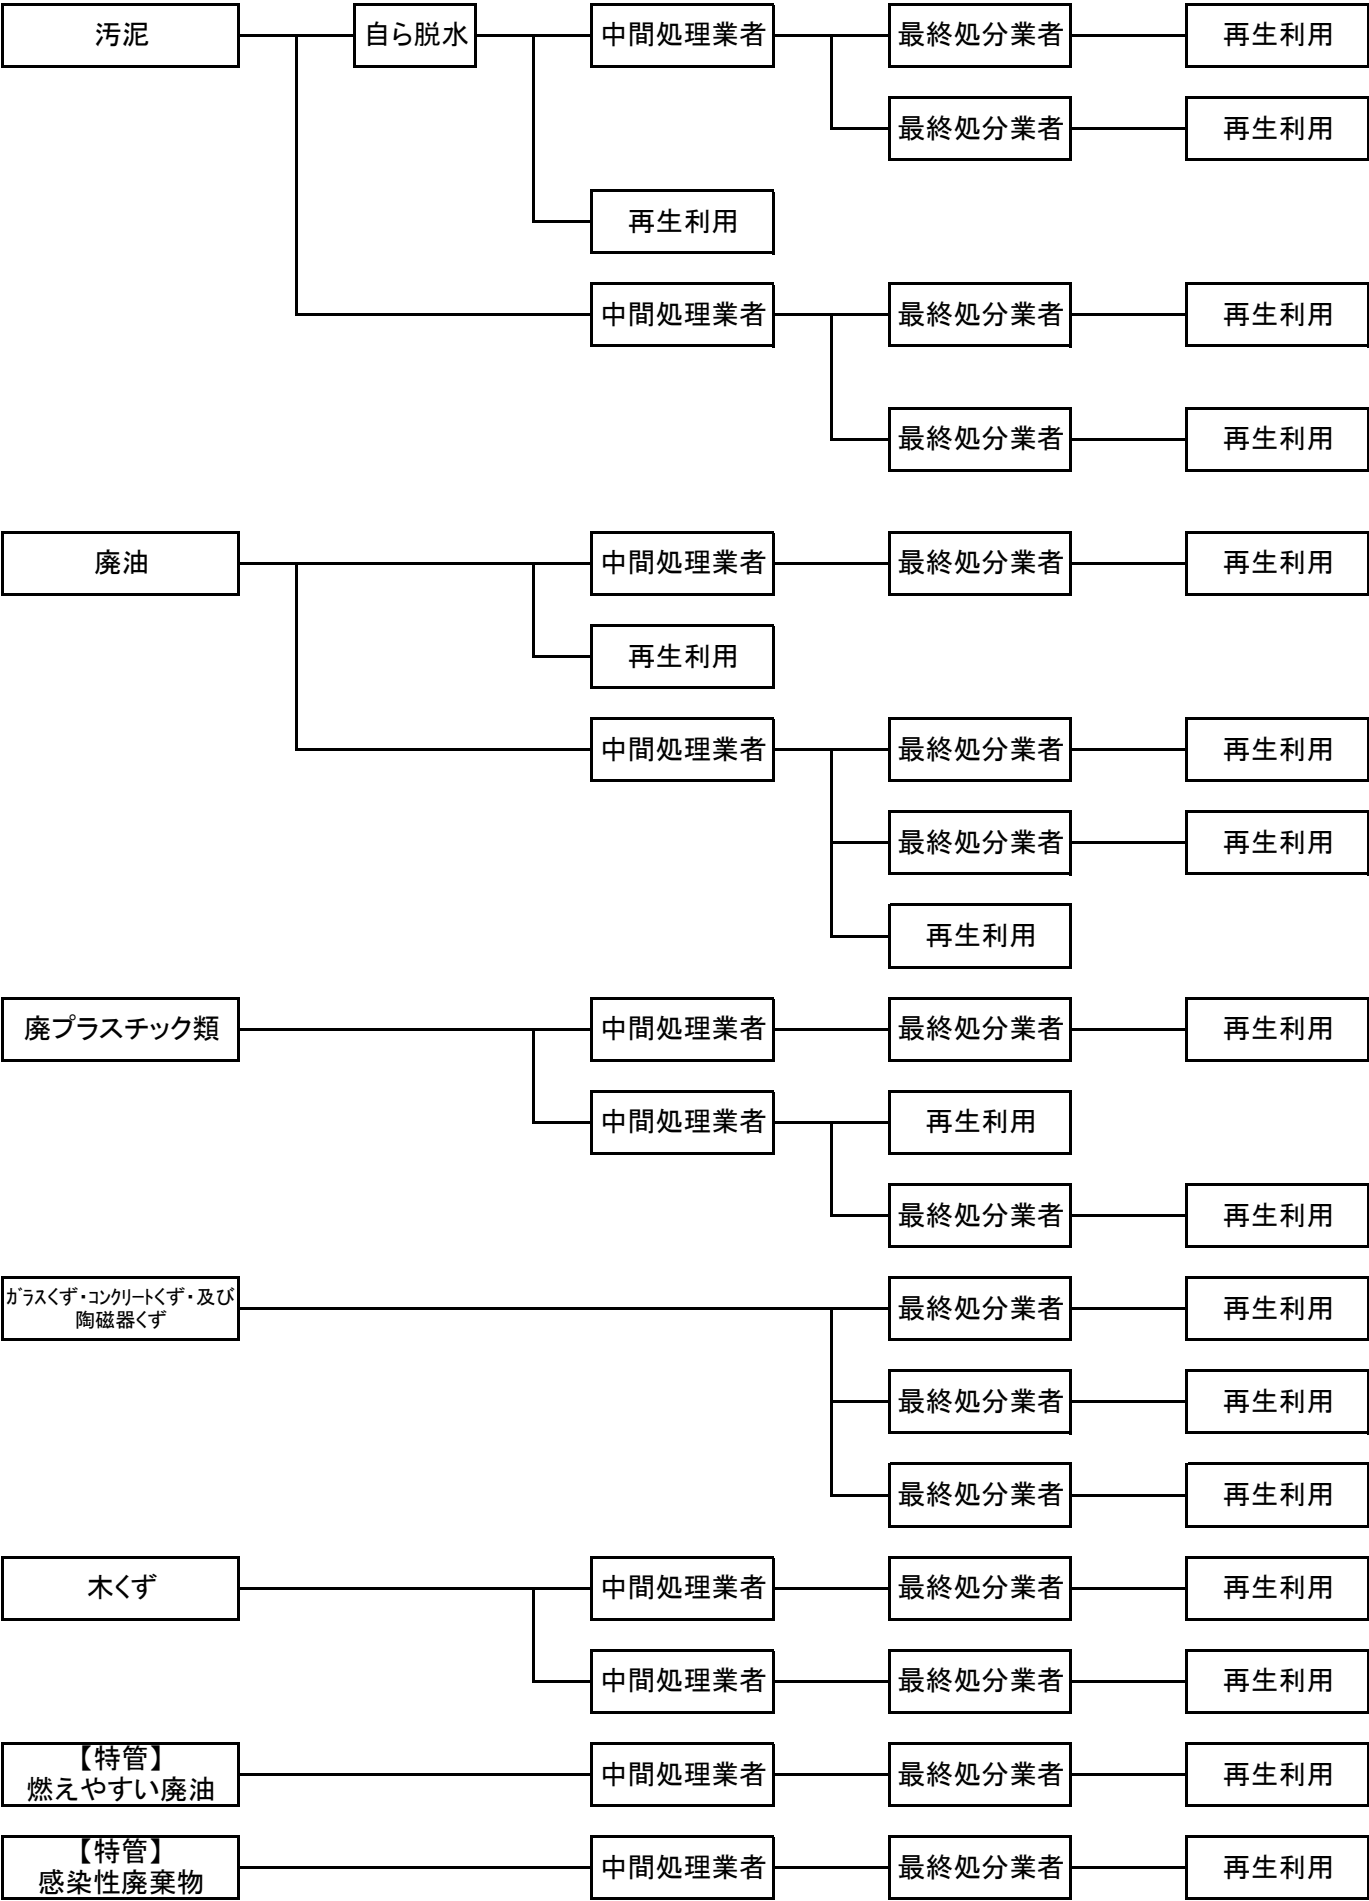 汚泥
自ら脱水
中間処理業者
最終処分業者
再生利用
最終処分業者
再生利用
再生利用
中間処理業者
最終処分業者
再生利用
最終処分業者
再生利用
廃油
中間処理業者
最終処分業者
再生利用
再生利用
中間処理業者
最終処分業者
再生利用
最終処分業者
再生利用
再生利用
廃プラスチック類
中間処理業者
最終処分業者
再生利用
中間処理業者
再生利用
最終処分業者
再生利用
ｶﾞﾗｽくず・ｺﾝｸﾘｰﾄくず・及び
陶磁器くず
最終処分業者
再生利用
最終処分業者
再生利用
最終処分業者
再生利用
木くず
中間処理業者
最終処分業者
再生利用
中間処理業者
最終処分業者
再生利用
【特管】
燃えやすい廃油
中間処理業者
最終処分業者
再生利用
【特管】
感染性廃棄物
中間処理業者
最終処分業者
再生利用